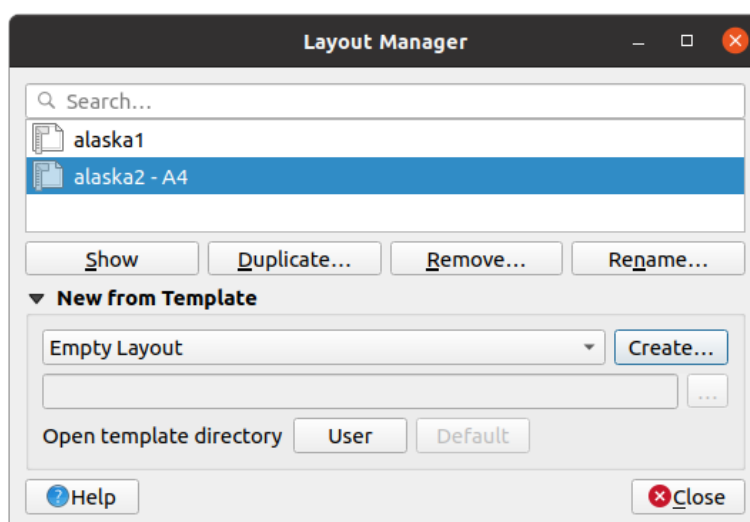 Layout Manager
Search...
alaska1
alaska2 - A4
Show Duplicate... Remove... Rename...
New from Template
Empty Layout Create...
...
Open template directory User Default
Help Close